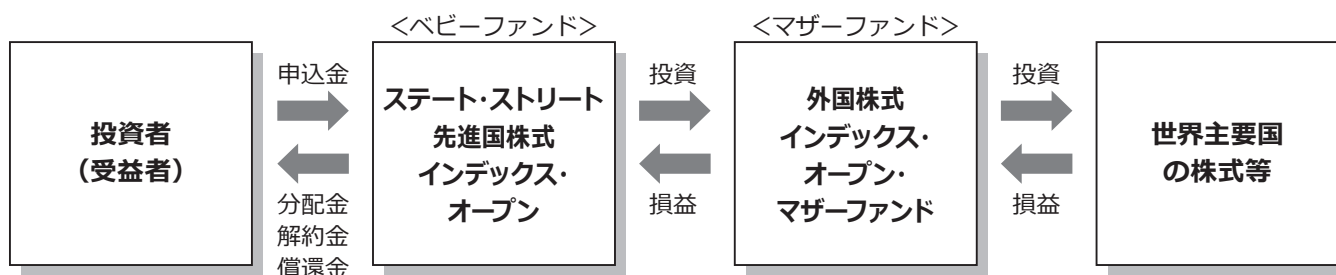 <ベビーファンド>
<マザーファンド>
投資者
(受益者)
申込金
分配金
解約金
償還金
ステート・ストリート
先進国株式
インデックス・
オープン
投資
損益
外国株式
インデックス・
オープン・
マザーファンド
投資
損益
世界主要国
の株式等